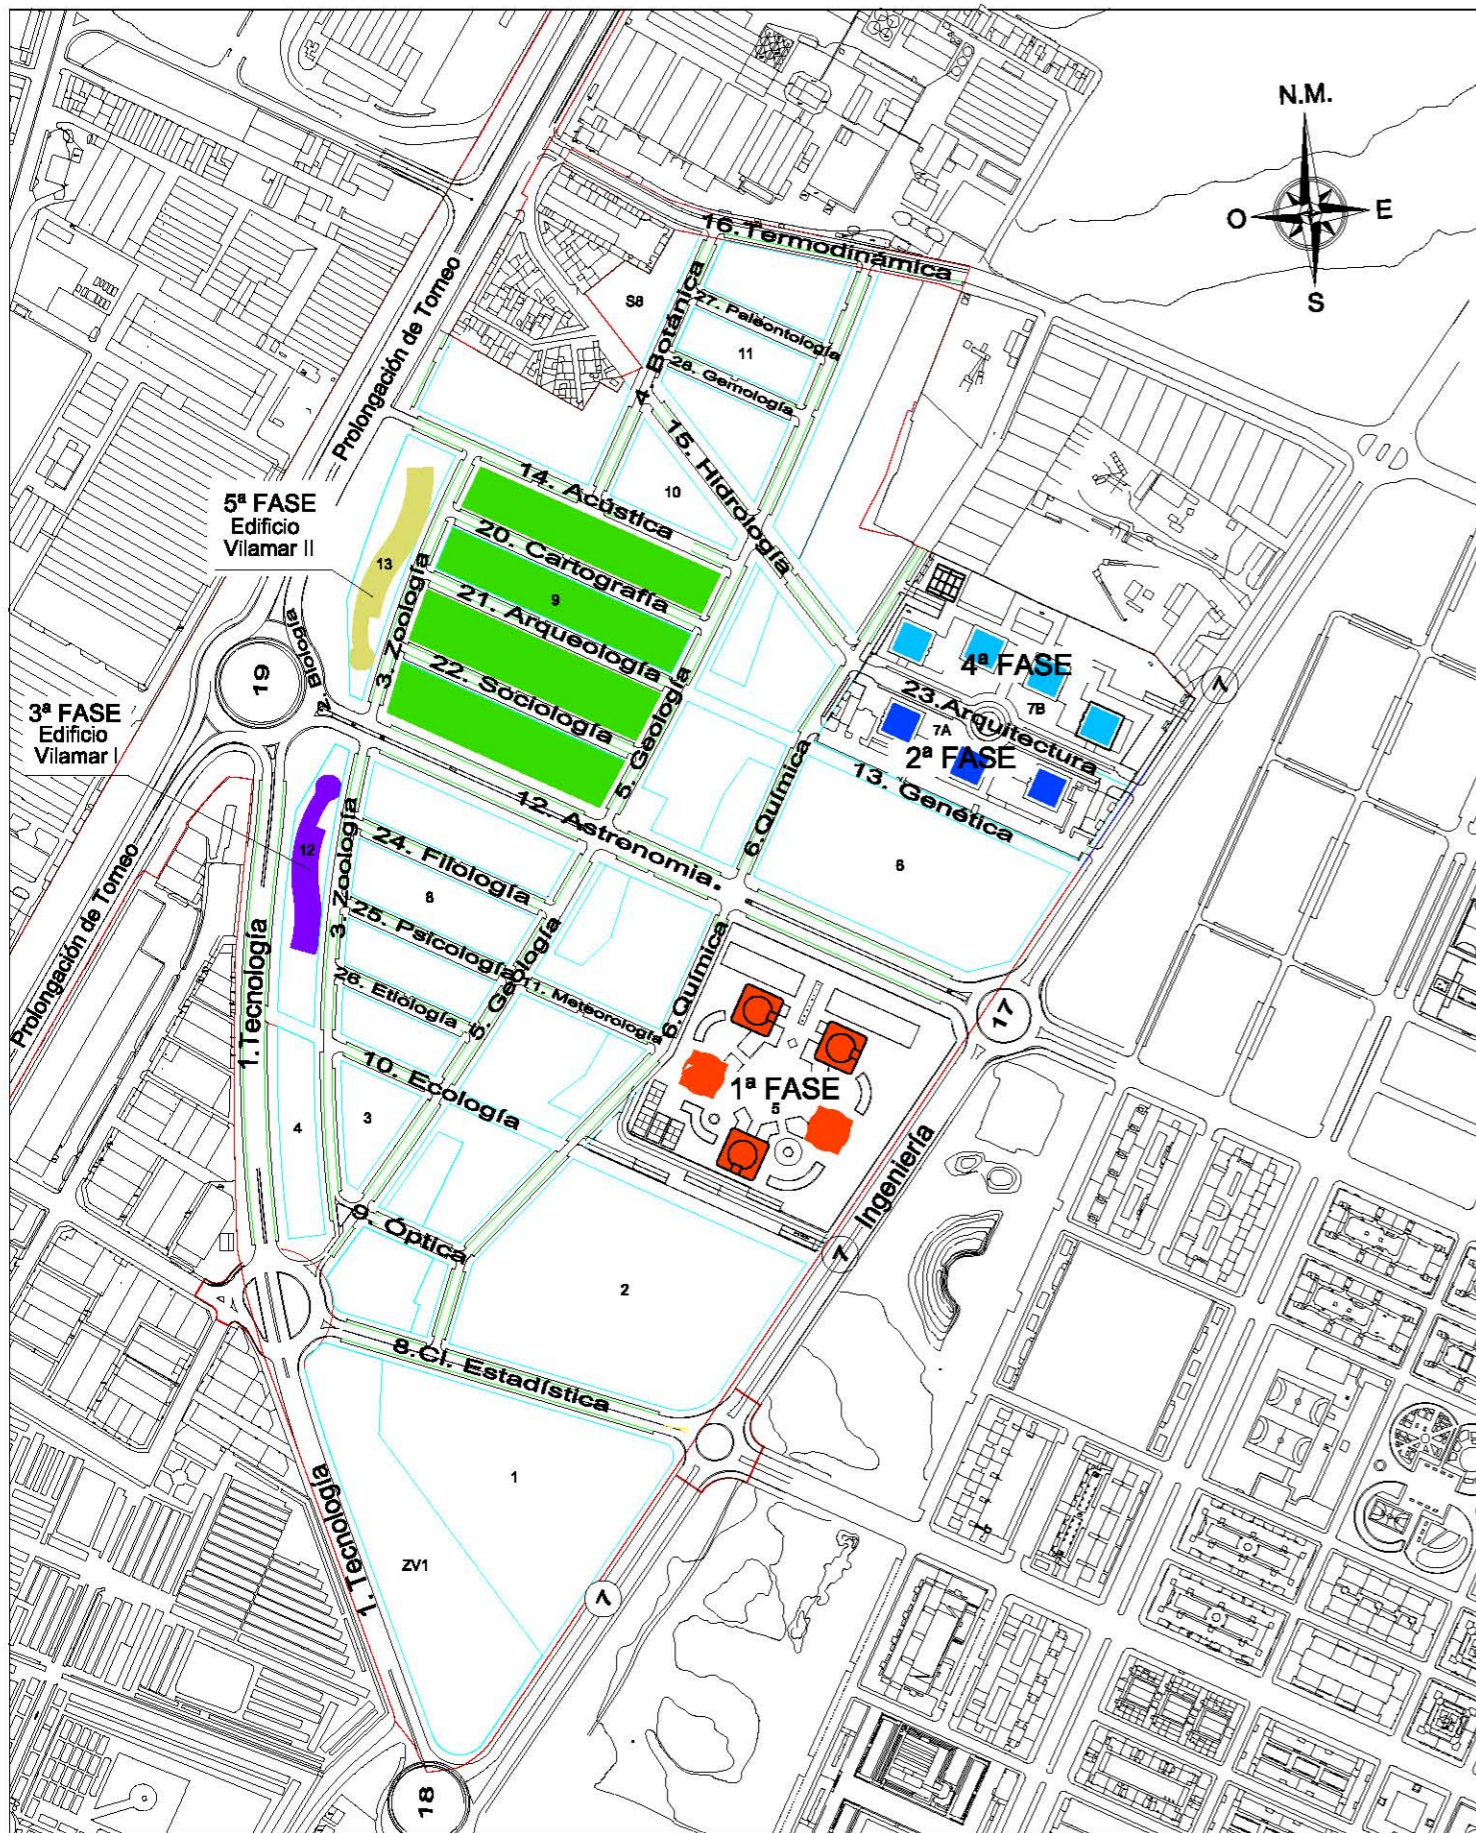 N.M.
O
E
S
16.Termodinámica
S8
4. Botánica
27. Paleontología
11
28. Gemología
Prolongación de Torneo
15. Hidrología
14. Acústica
10
5ª FASE
Edificio
Vilamar II
13
3. Zoología
20. Cartografía
9
21. Arqueología
22. Sociología
5. Geología
2. Biología
19
4ª FASE
7
23.Arquitectura
7B
7A
2ª FASE
13. Genética
3ª FASE
Edificio
Vilamar I
6.Química
12. Astronomia.
6
12
3. Zoología
24. Filología
8
25. Psicología
5. Geología
26. Etiología
11. Meteorología
6.Química
Prolongación de Torneo
1.Tecnología
17
10. Ecología
3
4
1ª FASE
5
Ingeniería
9. Óptica
7
2
8.Cl. Estadística
1
1. Tecnología
ZV1
7
18